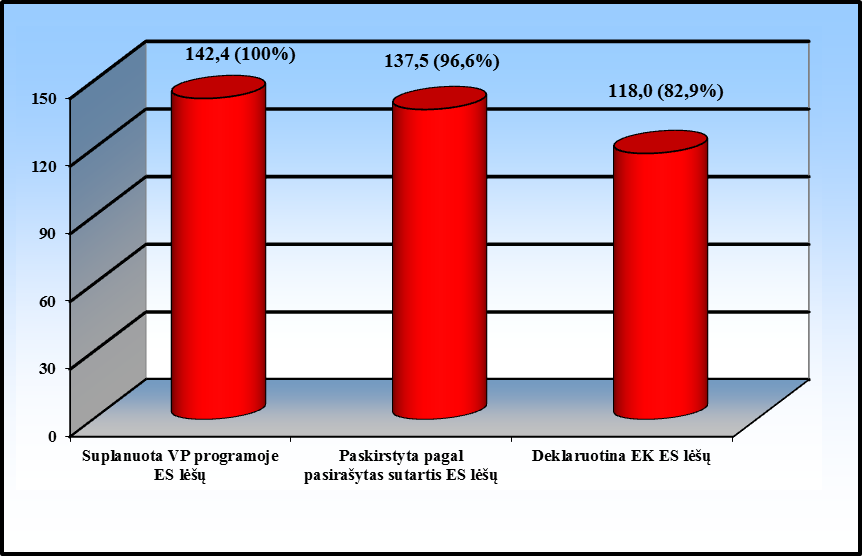 142,4 (100%)
137,5 (96,6%)
118,0 (82,9%)
150
120
90
60
30
0
Suplanuota VP programoje
ES lėšų
Paskirstyta pagal
pasirašytas sutartis ES lėšų
Deklaruotina EK ES lėšų